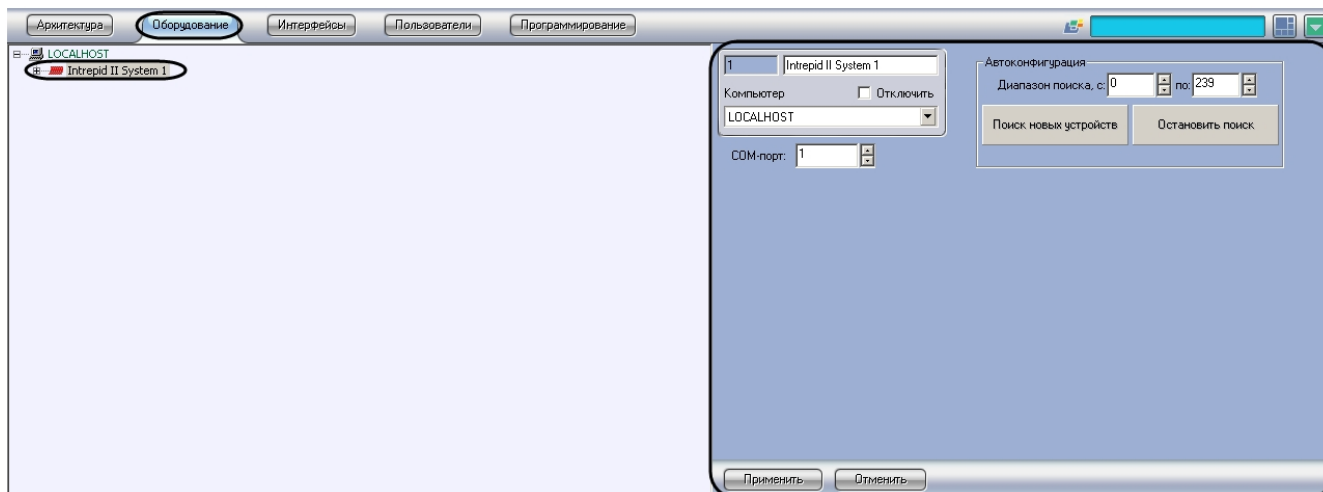 Архитектура Оборудование Интерфейсы Пользователи Программирование
LOCALHOST
Intrepid II System 1
1 Intrepid II System 1
Компьютер Отключить
LOCALHOST
COM-порт: 1
Автоконфигурация
Диапазон поиска, с: 0 по: 239
Поиск новых устройств Остановить поиск
Применить Отменить